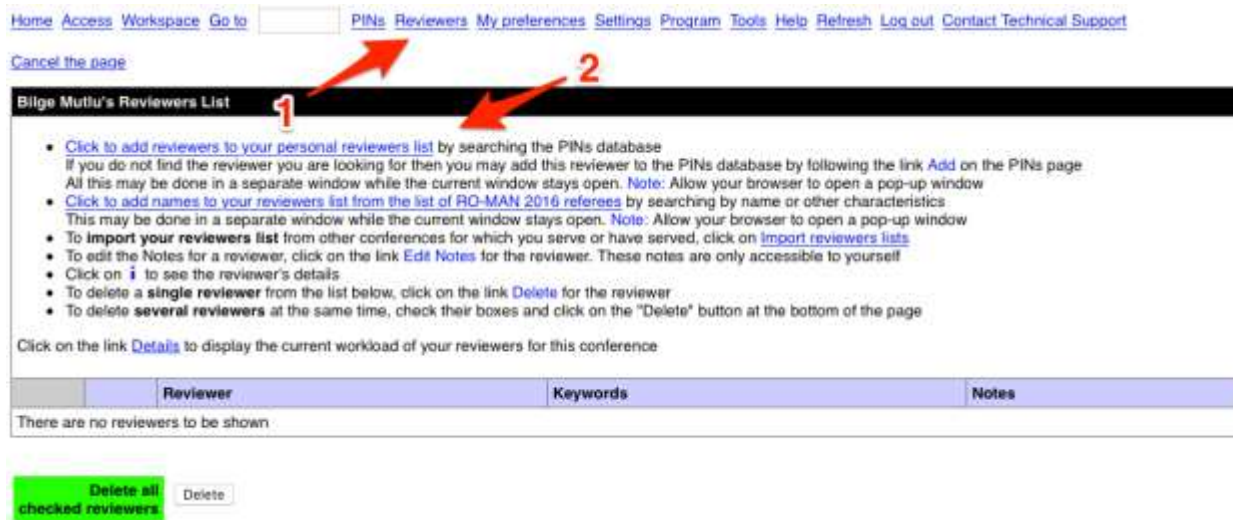 Home Access Workspace Go to PINs Reviewers My preferences Settings Program Tools Help Refresh Log out Contact Technical Support
Cancel the page
2
1
Bilge Mutlu's Reviewers List
• Click to add reviewers to your personal reviewers list by searching the PINs database
If you do not find the reviewer you are looking for then you may add this reviewer to the PINs database by following the link Add on the PINs page
All this may be done in a separate window while the current window stays open. Note: Allow your browser to open a pop-up window
• Click to add names to your reviewers list from the list of RO-MAN 2016 referees by searching by name or other characteristics
This may be done in a separate window while the current window stays open. Note: Allow your browser to open a pop-up window
• To import your reviewers list from other conferences for which you serve or have served, click on Import reviewers lists
• To edit the Notes for a reviewer, click on the link Edit Notes for the reviewer. These notes are only accessible to yourself
• Click on i to see the reviewer's details
• To delete a single reviewer from the list below, click on the link Delete for the reviewer
• To delete several reviewers at the same time, check their boxes and click on the "Delete" button at the bottom of the page
Click on the link Details to display the current workload of your reviewers for this conference
Reviewer Keywords Notes
There are no reviewers to be shown
Delete all
checked reviewers
Delete